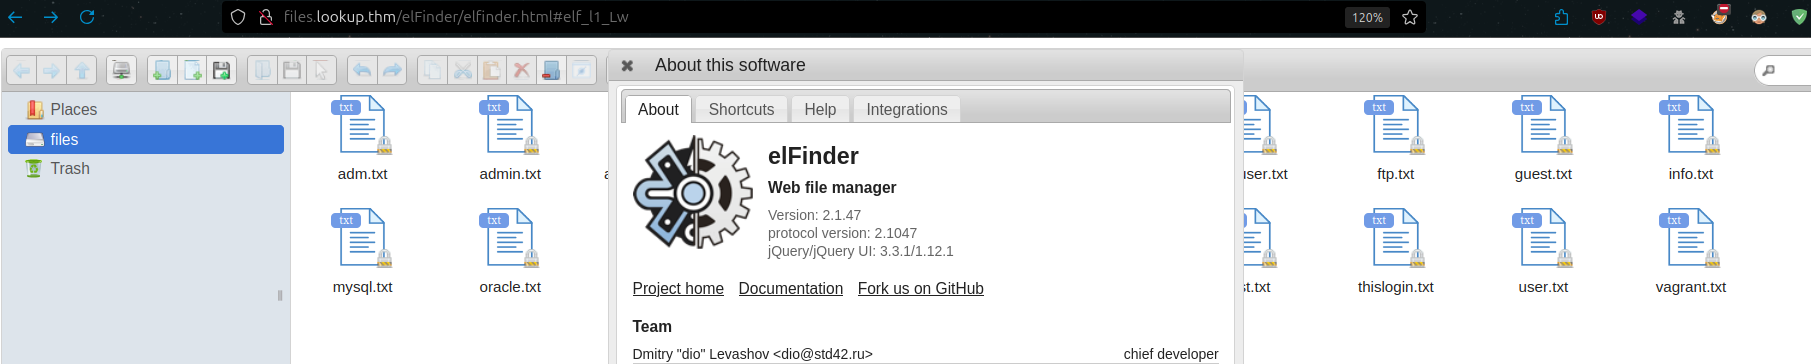 files.lookup.thm/elFinder/elfinder.html#elf_l1_Lw
120%
About this software
Places
files
Trash
About Shortcuts Help Integrations
elFinder
Web file manager
Version: 2.1.47
protocol version: 2.1047
jQuery/jQuery UI: 3.3.1/1.12.1
Project home Documentation Fork us on GitHub
Team
Dmitry "dio" Levashov <dio@std42.ru> chief developer
txt txt txt txt txt
adm.txt admin.txt user.txt ftp.txt guest.txt info.txt
txt txt txt txt txt
mysql.txt oracle.txt st.txt thislogin.txt user.txt vagrant.txt